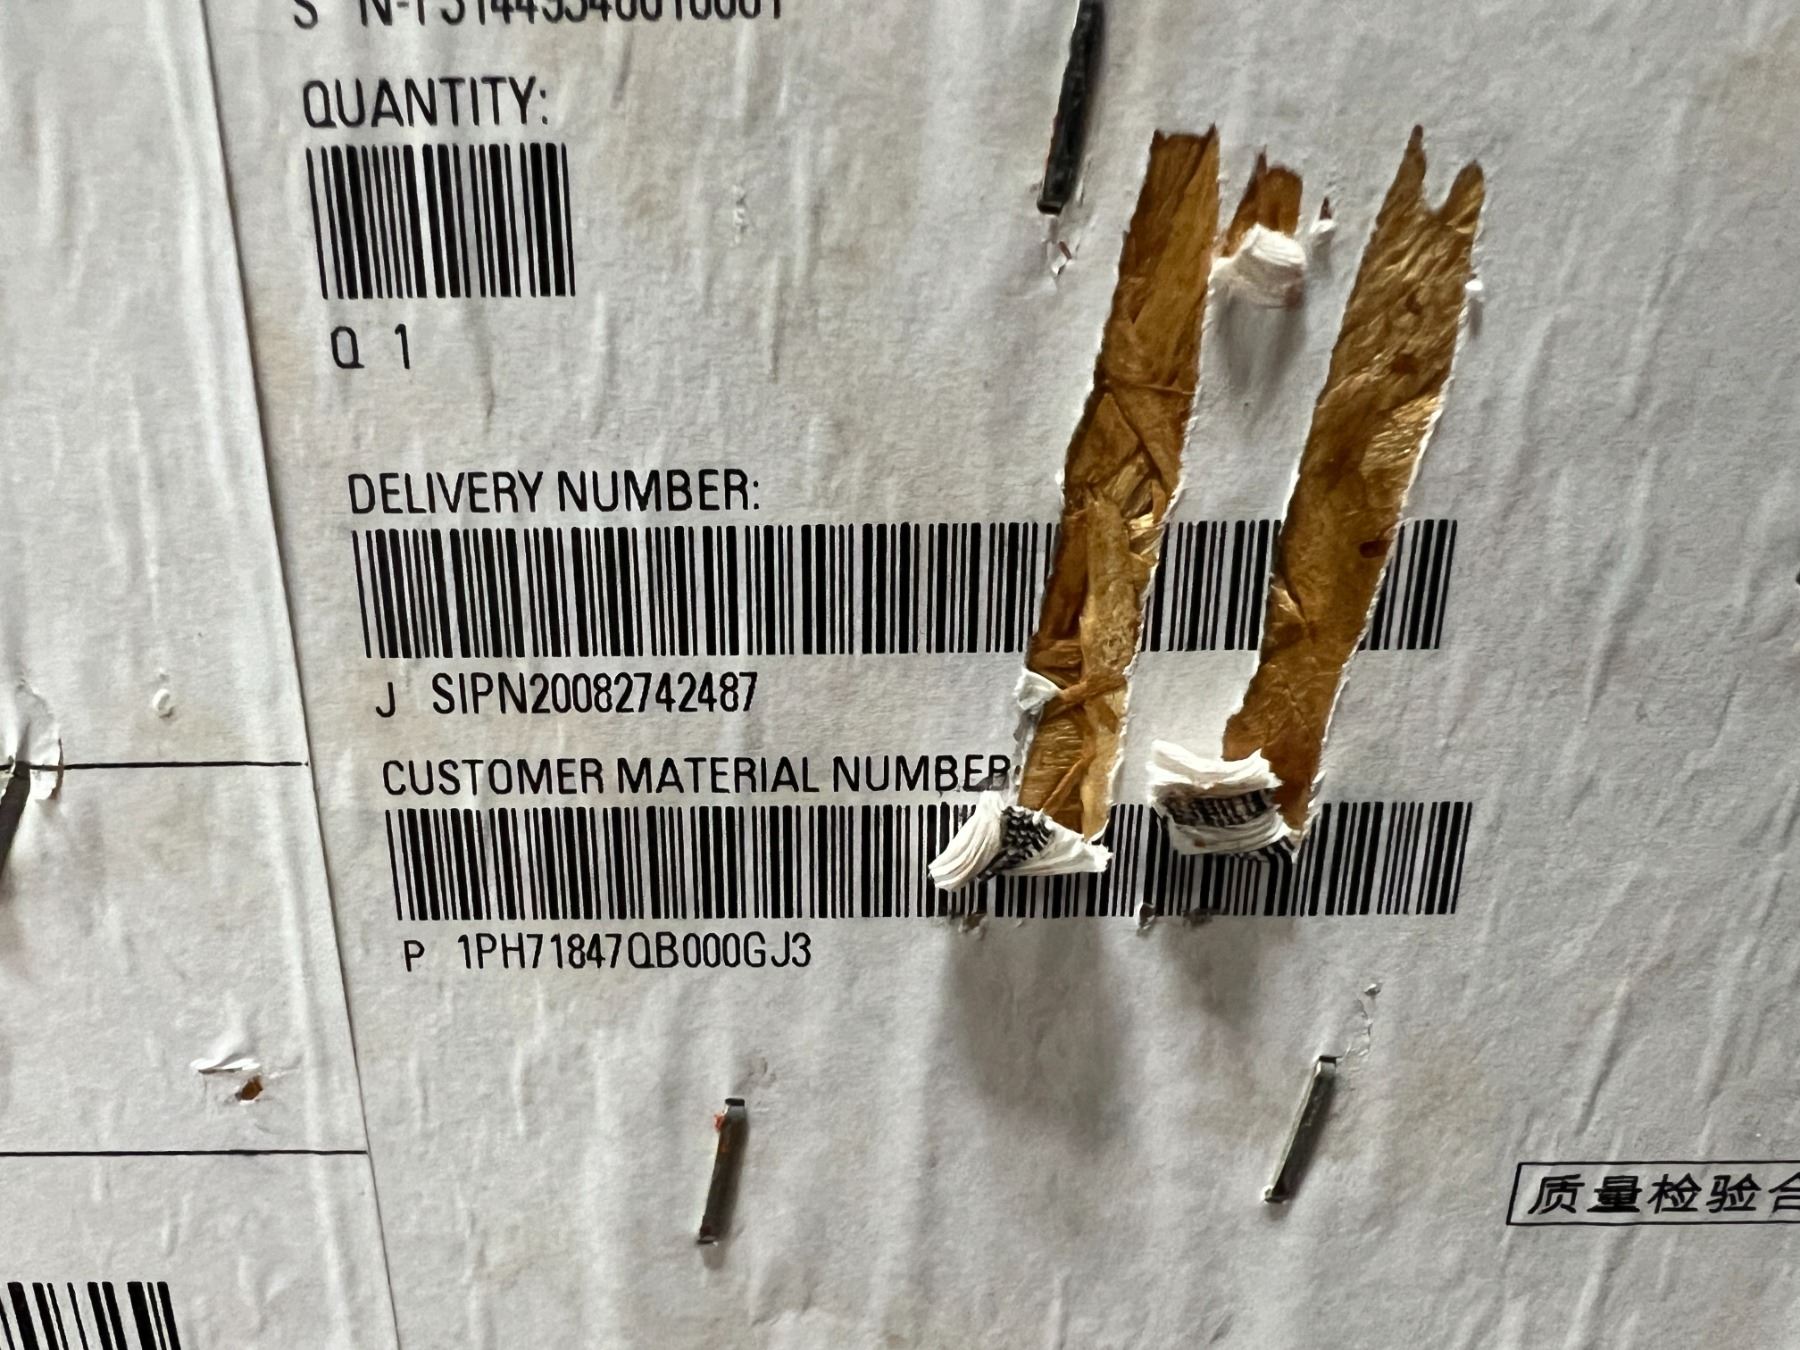 QUANTITY:
Q 1
DELIVERY NUMBER:
J SIPN20082742487
CUSTOMER MATERIAL NUMBER
P 1PH71847QB000GJ3
质量检验合